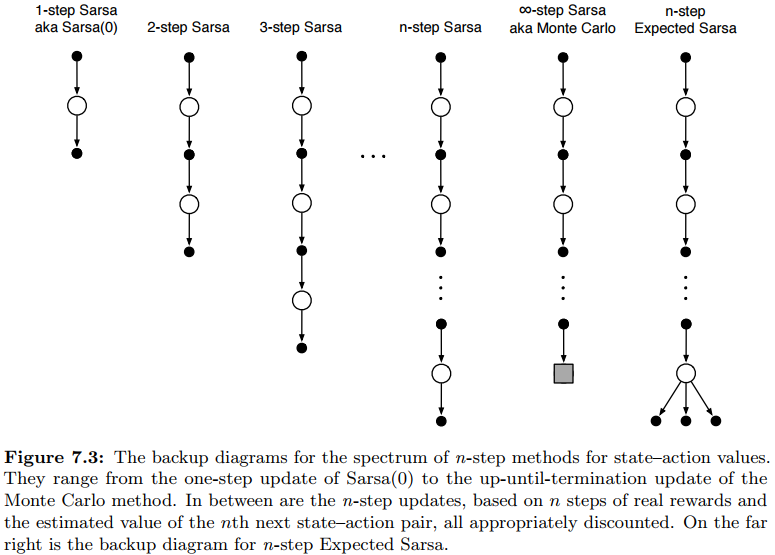 1-step Sarsa
aka Sarsa(0)
2-step Sarsa
3-step Sarsa
n-step Sarsa
∞-step Sarsa
aka Monte Carlo
n-step
Expected Sarsa
Figure 7.3: The backup diagrams for the spectrum of n-step methods for state–action values.
They range from the one-step update of Sarsa(0) to the up-until-termination update of the
Monte Carlo method. In between are the n-step updates, based on n steps of real rewards and
the estimated value of the nth next state–action pair, all appropriately discounted. On the far
right is the backup diagram for n-step Expected Sarsa.